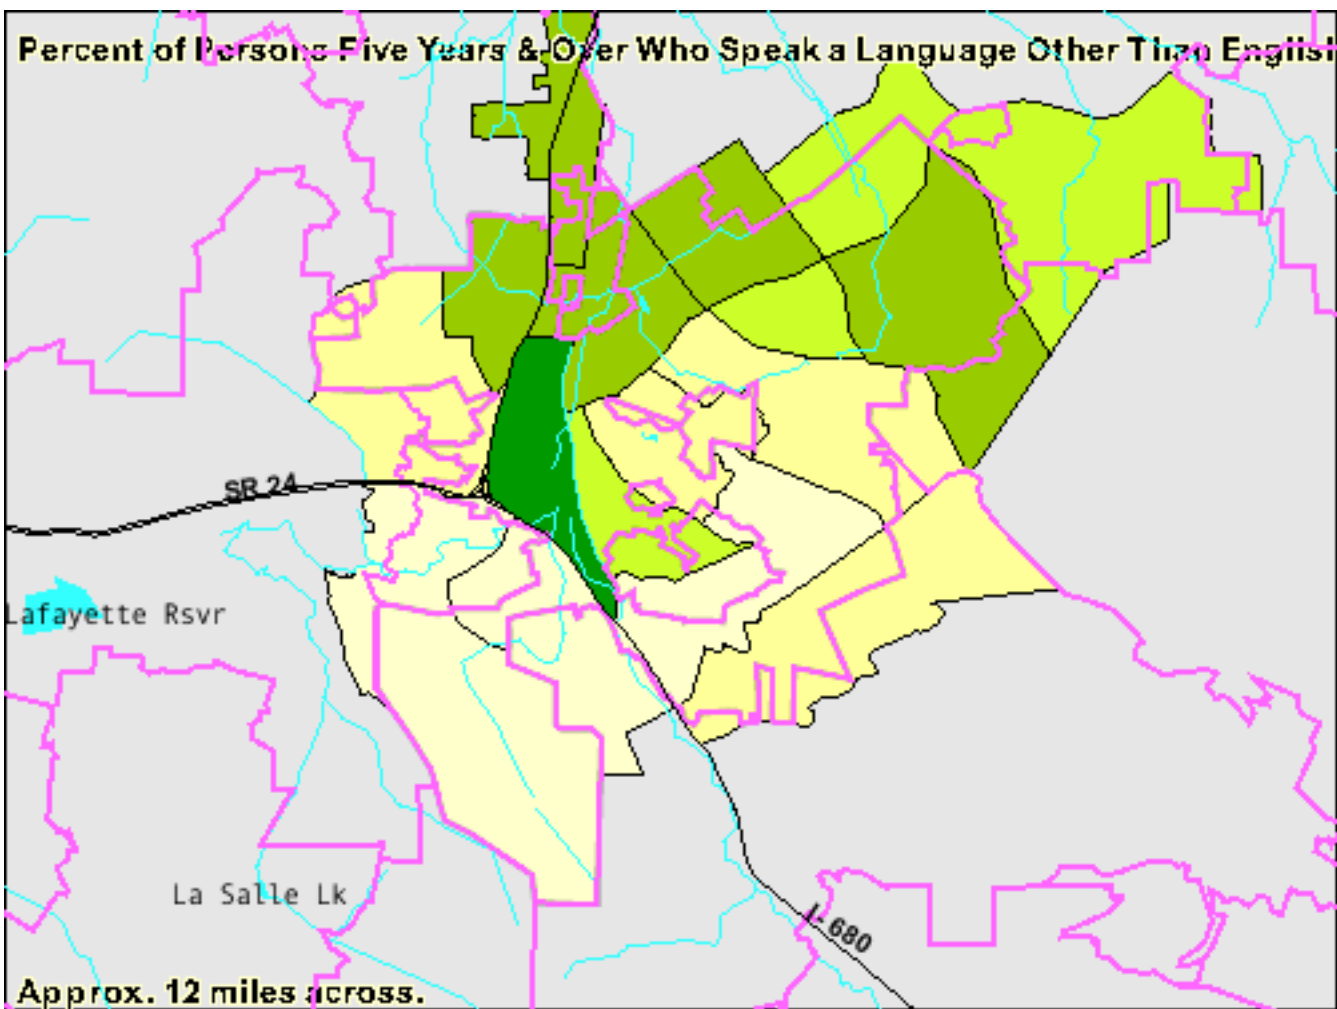 Percent of Persons Five Years & Over Who Speak a Language Other Than Englis
SR 24
Lafayette Rsvr
La Salle Lk
I- 680
Approx. 12 miles across.